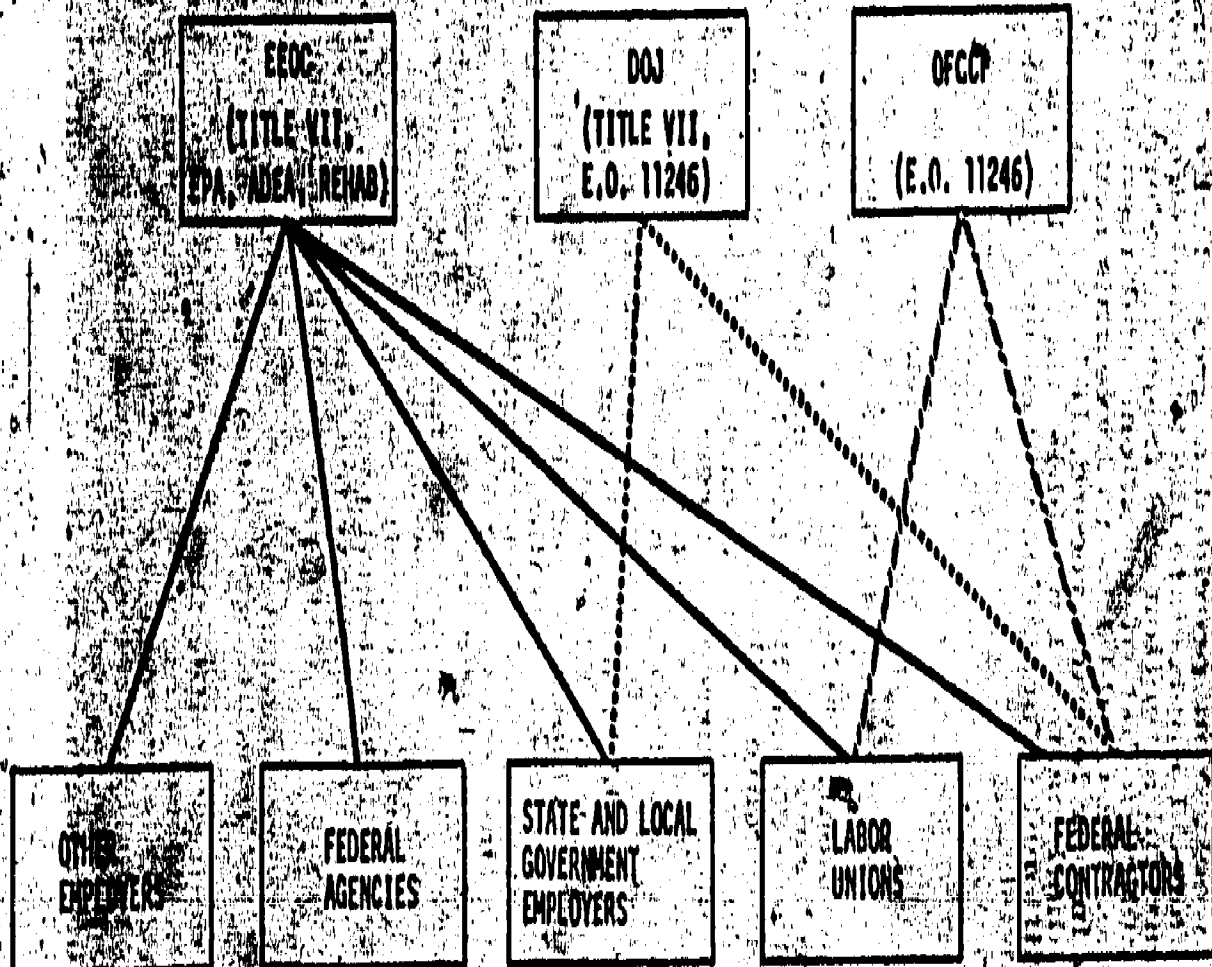 EEOC
(TITLE VII,
EPA, ADEA, REHAB)
DOJ
(TITLE VII,
E.O. 11246)
OFCCP
(E.O. 11246)
OTHER
EMPLOYERS
FEDERAL
AGENCIES
STATE AND LOCAL
GOVERNMENT
EMPLOYERS
LABOR
UNIONS
FEDERAL
CONTRACTORS